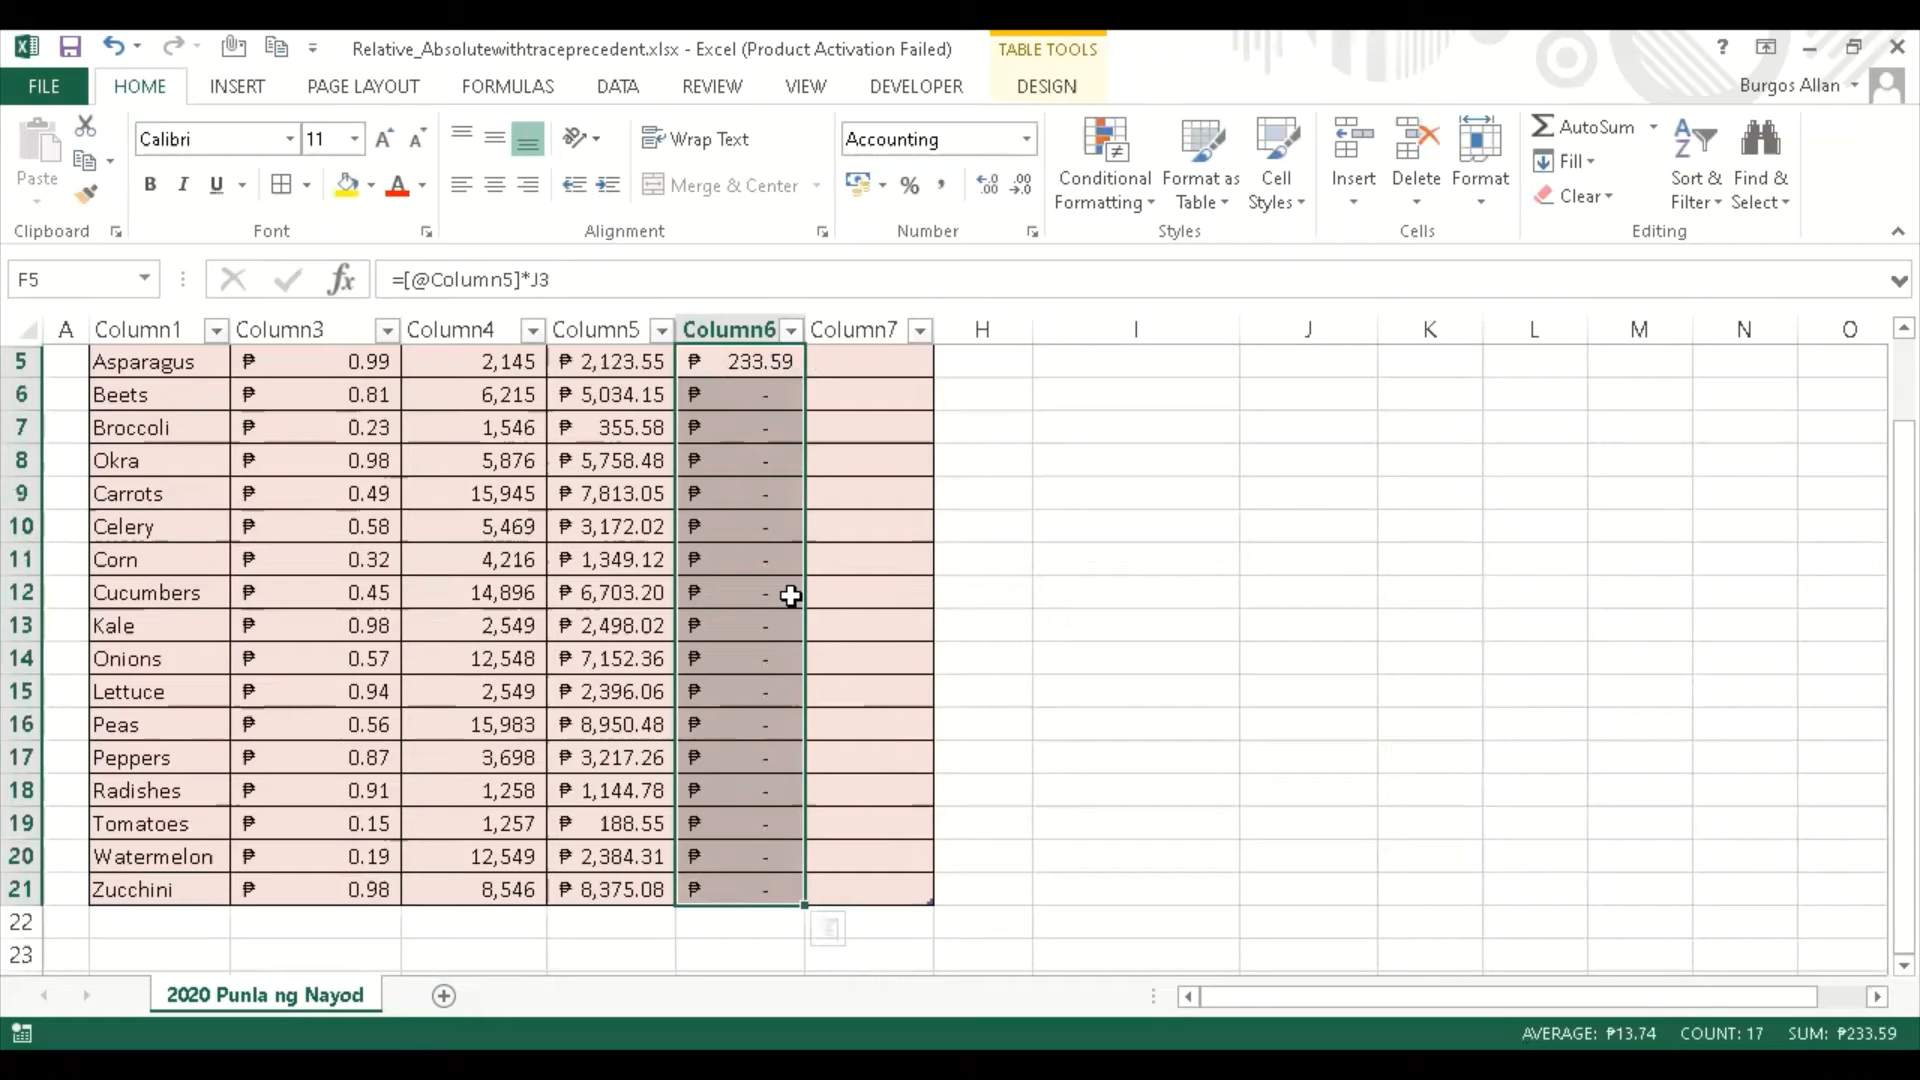 Relative_Absolutewithtraceprecedent.xlsx - Excel (Product Activation Failed)
TABLE TOOLS
?
FILE HOME INSERT PAGE LAYOUT FORMULAS DATA REVIEW VIEW DEVELOPER DESIGN
Burgos Allan
Paste
Calibri 11
Wrap Text
Merge & Center
Accounting
Conditional Formatting
Format as Table
Cell Styles
Insert Delete Format
AutoSum
Fill
Clear
Sort & Filter
Find & Select
Clipboard Font Alignment Number Styles Cells Editing
F5 fx =[@Column5]*J3
A Column1 Column3 Column4 Column5 Column6 Column7 H I J K L M N O
5 Asparagus ₱ 0.99 2,145 ₱ 2,123.55 ₱ 233.59
6 Beets ₱ 0.81 6,215 ₱ 5,034.15 ₱ -
7 Broccoli ₱ 0.23 1,546 ₱ 355.58 ₱ -
8 Okra ₱ 0.98 5,876 ₱ 5,758.48 ₱ -
9 Carrots ₱ 0.49 15,945 ₱ 7,813.05 ₱ -
10 Celery ₱ 0.58 5,469 ₱ 3,172.02 ₱ -
11 Corn ₱ 0.32 4,216 ₱ 1,349.12 ₱ -
12 Cucumbers ₱ 0.45 14,896 ₱ 6,703.20 ₱ -
13 Kale ₱ 0.98 2,549 ₱ 2,498.02 ₱ -
14 Onions ₱ 0.57 12,548 ₱ 7,152.36 ₱ -
15 Lettuce ₱ 0.94 2,549 ₱ 2,396.06 ₱ -
16 Peas ₱ 0.56 15,983 ₱ 8,950.48 ₱ -
17 Peppers ₱ 0.87 3,698 ₱ 3,217.26 ₱ -
18 Radishes ₱ 0.91 1,258 ₱ 1,144.78 ₱ -
19 Tomatoes ₱ 0.15 1,257 ₱ 188.55 ₱ -
20 Watermelon ₱ 0.19 12,549 ₱ 2,384.31 ₱ -
21 Zucchini ₱ 0.98 8,546 ₱ 8,375.08 ₱ -
22
23
2020 Punla ng Nayod
AVERAGE: ₱13.74 COUNT: 17 SUM: ₱233.59